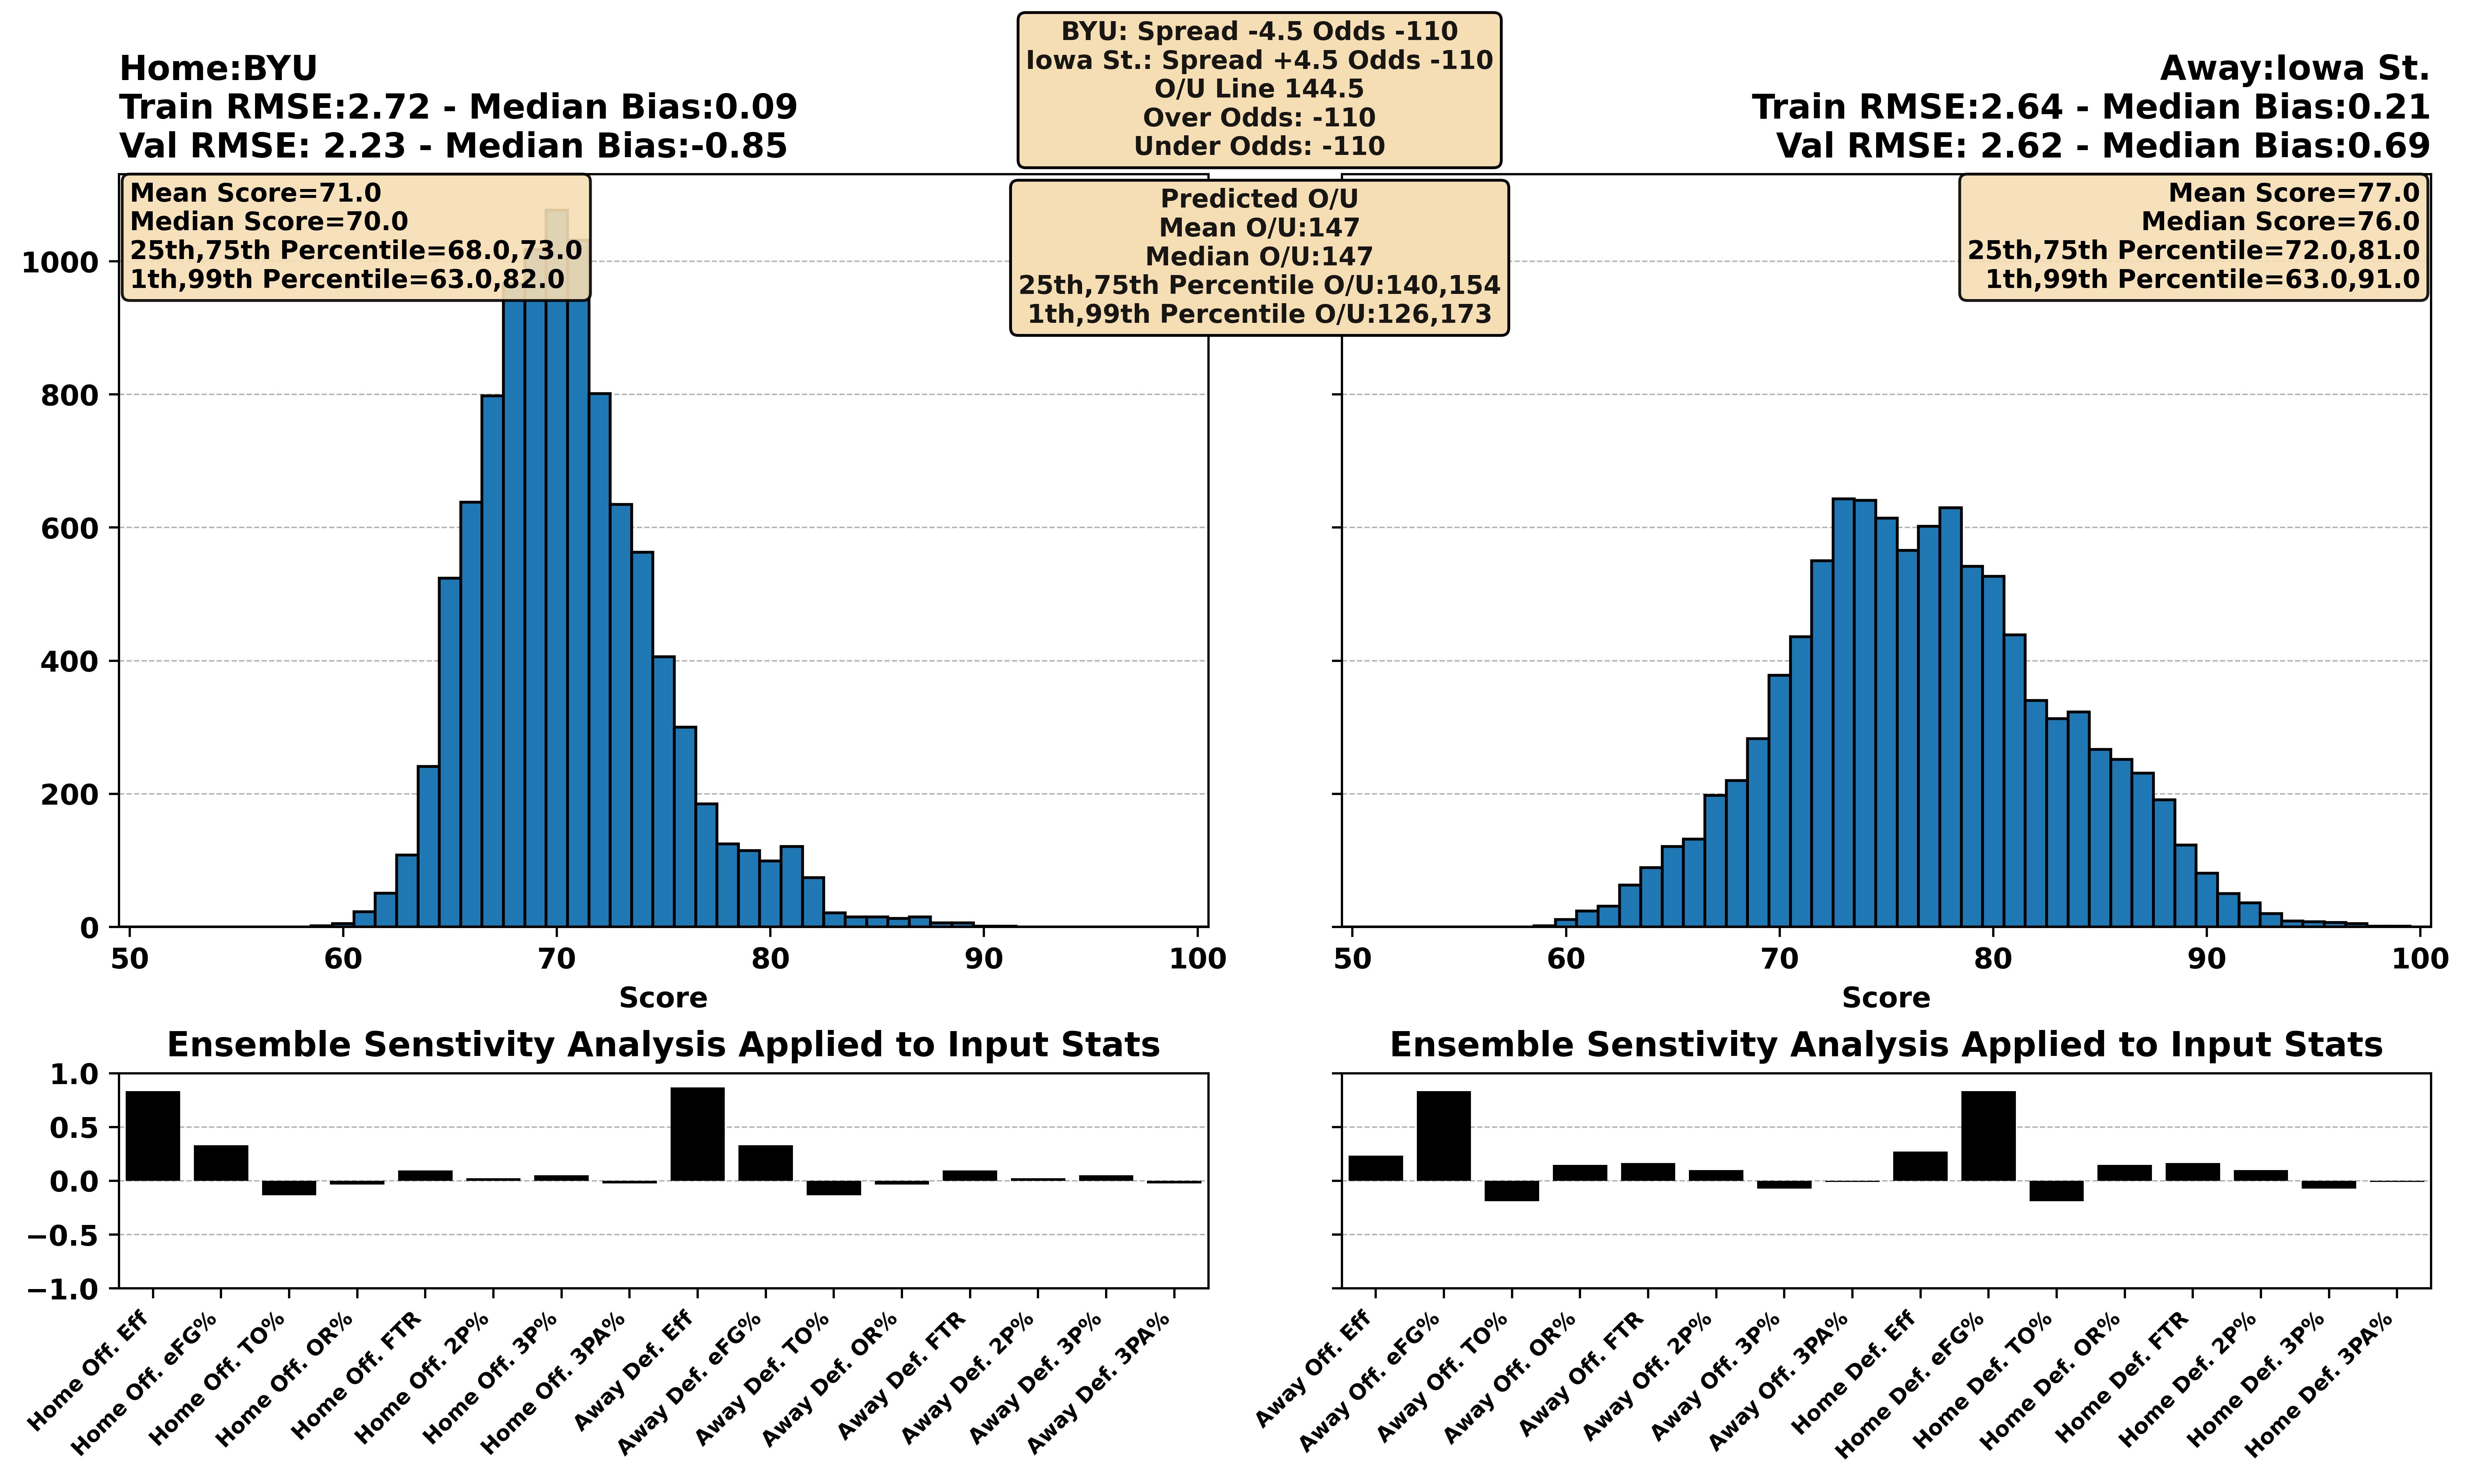 BYU: Spread -4.5 Odds -110
Iowa St.: Spread +4.5 Odds -110
O/U Line 144.5
Over Odds: -110
Under Odds: -110
Home:BYU
Train RMSE:2.72 - Median Bias:0.09
Val RMSE: 2.23 - Median Bias:-0.85
Away:Iowa St.
Train RMSE:2.64 - Median Bias:0.21
Val RMSE: 2.62 - Median Bias:0.69
Mean Score=71.0
Median Score=70.0
25th,75th Percentile=68.0,73.0
1th,99th Percentile=63.0,82.0
Predicted O/U
Mean O/U:147
Median O/U:147
25th,75th Percentile O/U:140,154
1th,99th Percentile O/U:126,173
Mean Score=77.0
Median Score=76.0
25th,75th Percentile=72.0,81.0
1th,99th Percentile=63.0,91.0
1000
800
600
400
200
0
50 60 70 80 90 100
Score
50 60 70 80 90 100
Score
Ensemble Senstivity Analysis Applied to Input Stats
Ensemble Senstivity Analysis Applied to Input Stats
1.0
0.5
0.0
−0.5
−1.0
Home Off. Eff
Home Off. eFG%
Home Off. TO%
Home Off. OR%
Home Off. FTR
Home Off. 2P%
Home Off. 3P%
Home Off. 3PA%
Away Def. Eff
Away Def. eFG%
Away Def. TO%
Away Def. OR%
Away Def. FTR
Away Def. 2P%
Away Def. 3P%
Away Def. 3PA%
Away Off. Eff
Away Off. eFG%
Away Off. TO%
Away Off. OR%
Away Off. FTR
Away Off. 2P%
Away Off. 3P%
Away Off. 3PA%
Home Def. Eff
Home Def. eFG%
Home Def. TO%
Home Def. OR%
Home Def. FTR
Home Def. 2P%
Home Def. 3P%
Home Def. 3PA%